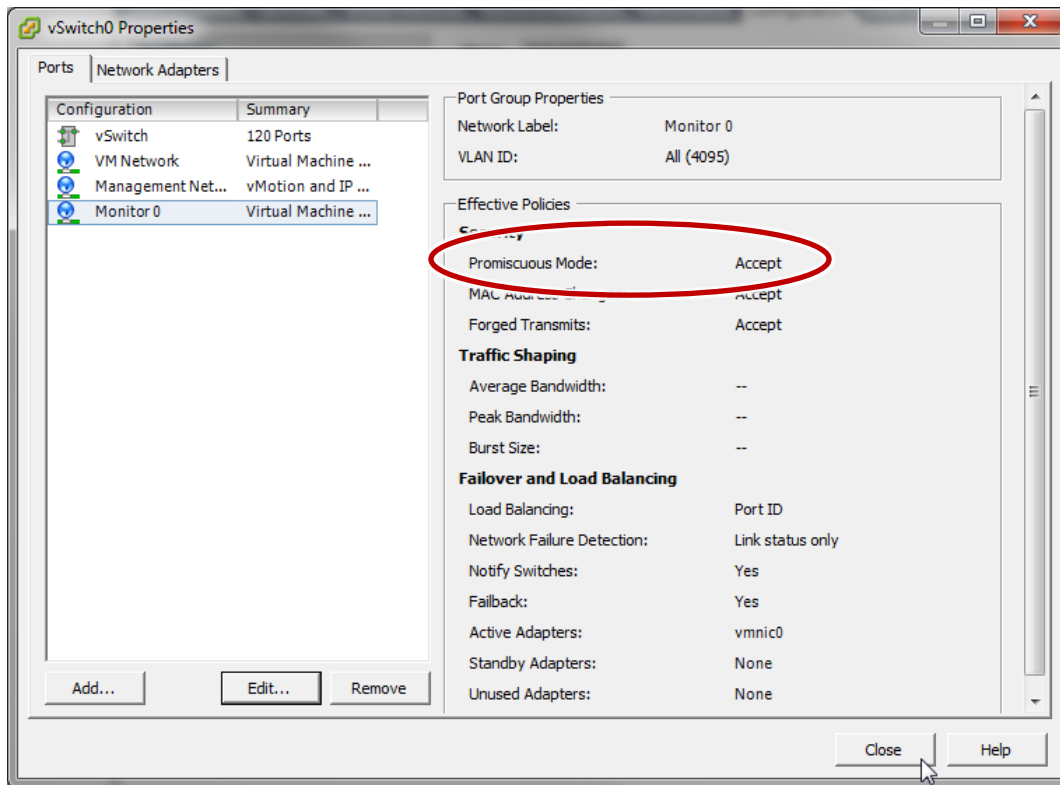 vSwitch0 Properties
Ports
Network Adapters
Configuration Summary
vSwitch 120 Ports
VM Network Virtual Machine ...
Management Net... vMotion and IP ...
Monitor 0 Virtual Machine ...
Add...
Edit...
Remove
Port Group Properties
Network Label: Monitor 0
VLAN ID: All (4095)
Effective Policies
Security
Promiscuous Mode: Accept
MAC Address Changes: Accept
Forged Transmits: Accept
Traffic Shaping
Average Bandwidth: --
Peak Bandwidth: --
Burst Size: --
Failover and Load Balancing
Load Balancing: Port ID
Network Failure Detection: Link status only
Notify Switches: Yes
Failback: Yes
Active Adapters: vmnic0
Standby Adapters: None
Unused Adapters: None
Close
Help